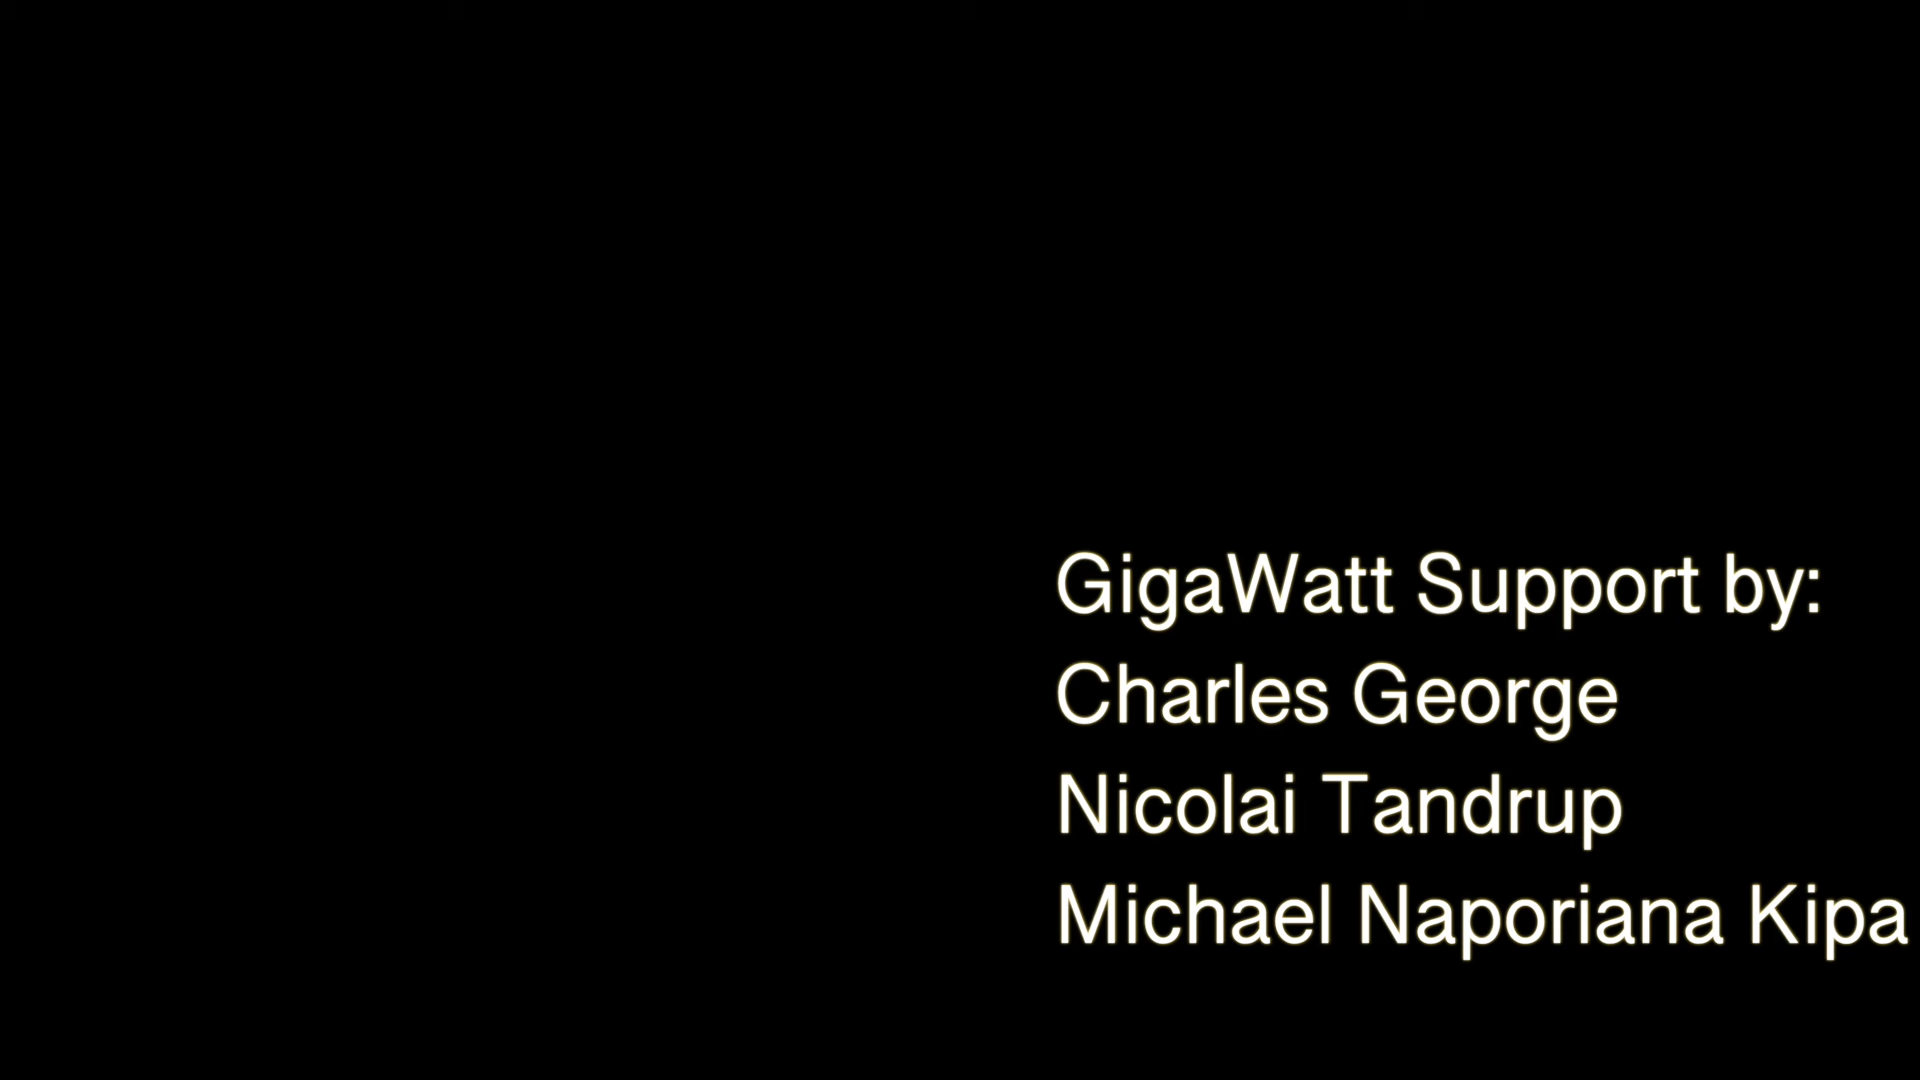 GigaWatt Support by:
Charles George
Nicolai Tandrup
Michael Naporiana Kipa